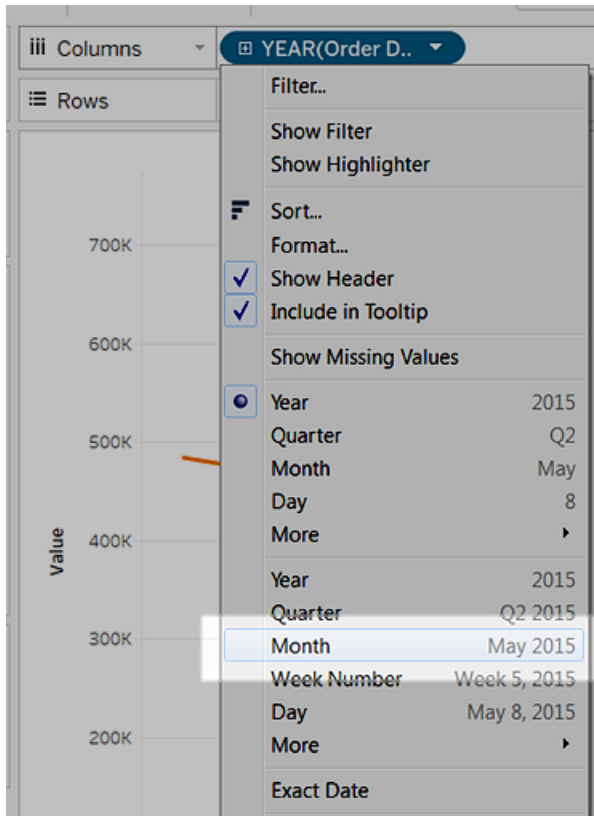 iii Columns YEAR(Order D..
Rows
Filter...
Show Filter
Show Highlighter
Sort...
700K
Format...
Show Header
Include in Tooltip
600K
Show Missing Values
Year 2015
500K
Quarter Q2
Month May
Day 8
More
400K
Value
Year 2015
Quarter Q2 2015
300K
Month May 2015
Week Number Week 5, 2015
Day May 8, 2015
200K
More
Exact Date